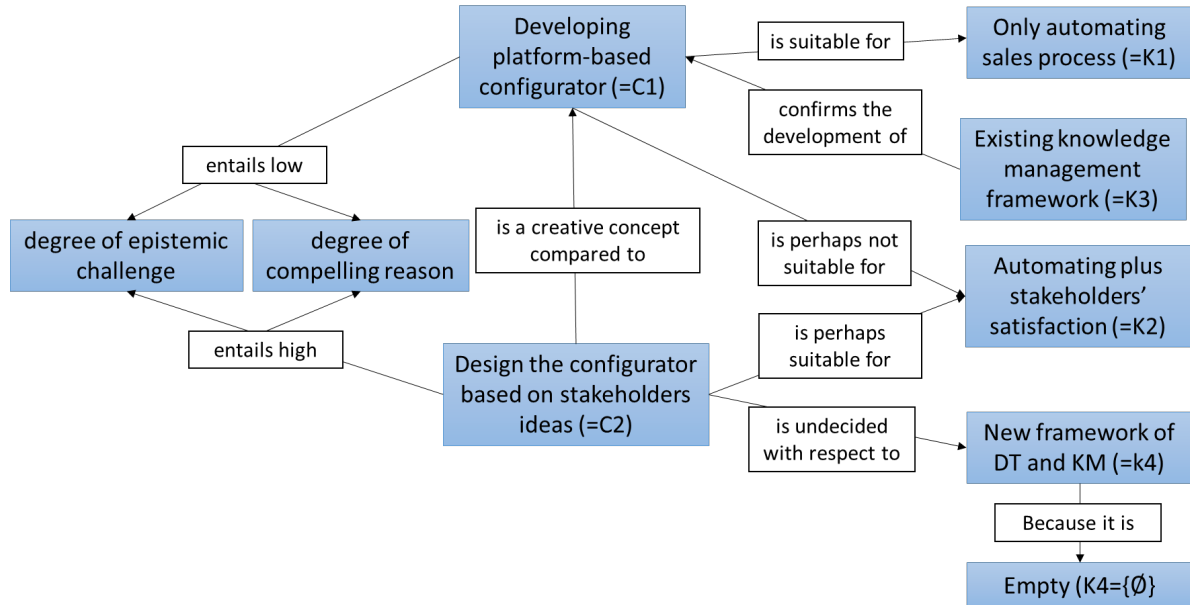 Developing
platform-based
configurator (=C1)
is suitable for
Only automating
sales process (=K1)
confirms the
development of
Existing knowledge
management
framework (=K3)
entails low
degree of epistemic
challenge
degree of
compelling reason
is a creative concept
compared to
is perhaps not
suitable for
Automating plus
stakeholders’
satisfaction (=K2)
entails high
is perhaps
suitable for
Design the configurator
based on stakeholders
ideas (=C2)
is undecided
with respect to
New framework of
DT and KM (=k4)
Because it is
Empty (K4={Ø}